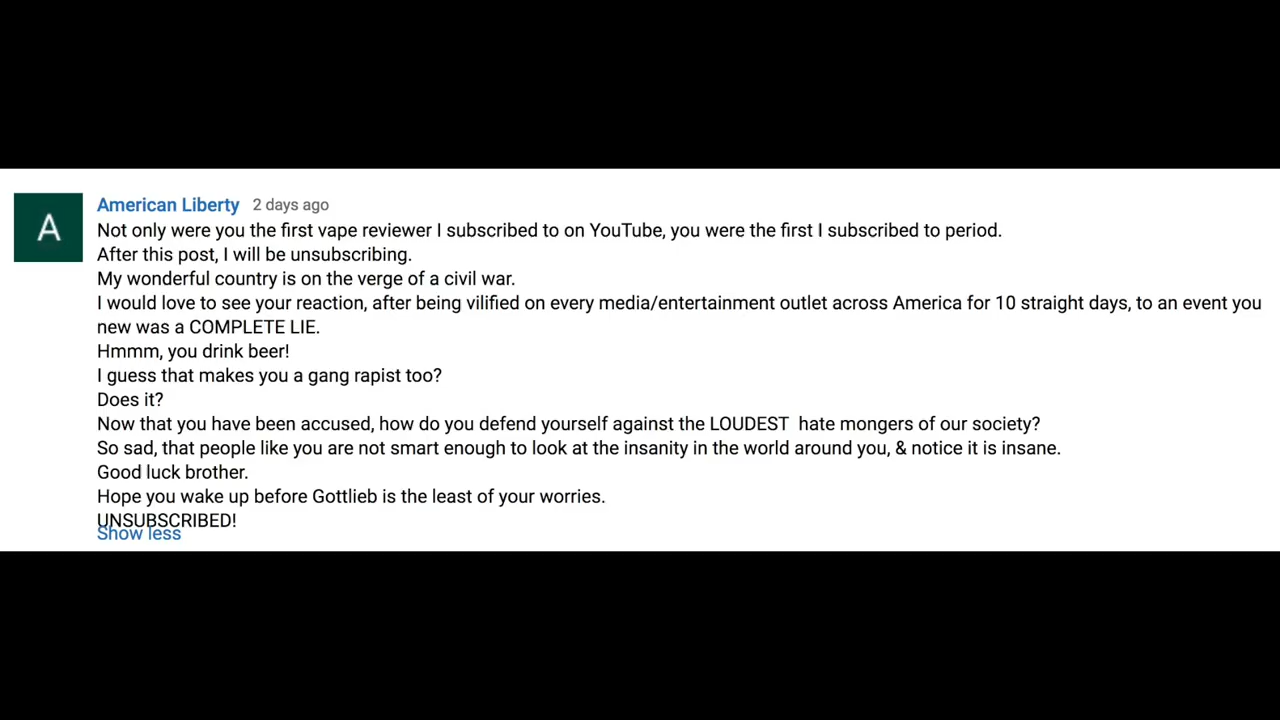 A
American Liberty 2 days ago
Not only were you the first vape reviewer I subscribed to on YouTube, you were the first I subscribed to period.
After this post, I will be unsubscribing.
My wonderful country is on the verge of a civil war.
I would love to see your reaction, after being vilified on every media/entertainment outlet across America for 10 straight days, to an event you
new was a COMPLETE LIE.
Hmmm, you drink beer!
I guess that makes you a gang rapist too?
Does it?
Now that you have been accused, how do you defend yourself against the LOUDEST  hate mongers of our society?
So sad, that people like you are not smart enough to look at the insanity in the world around you, & notice it is insane.
Good luck brother.
Hope you wake up before Gottlieb is the least of your worries.
UNSUBSCRIBED!
Show less